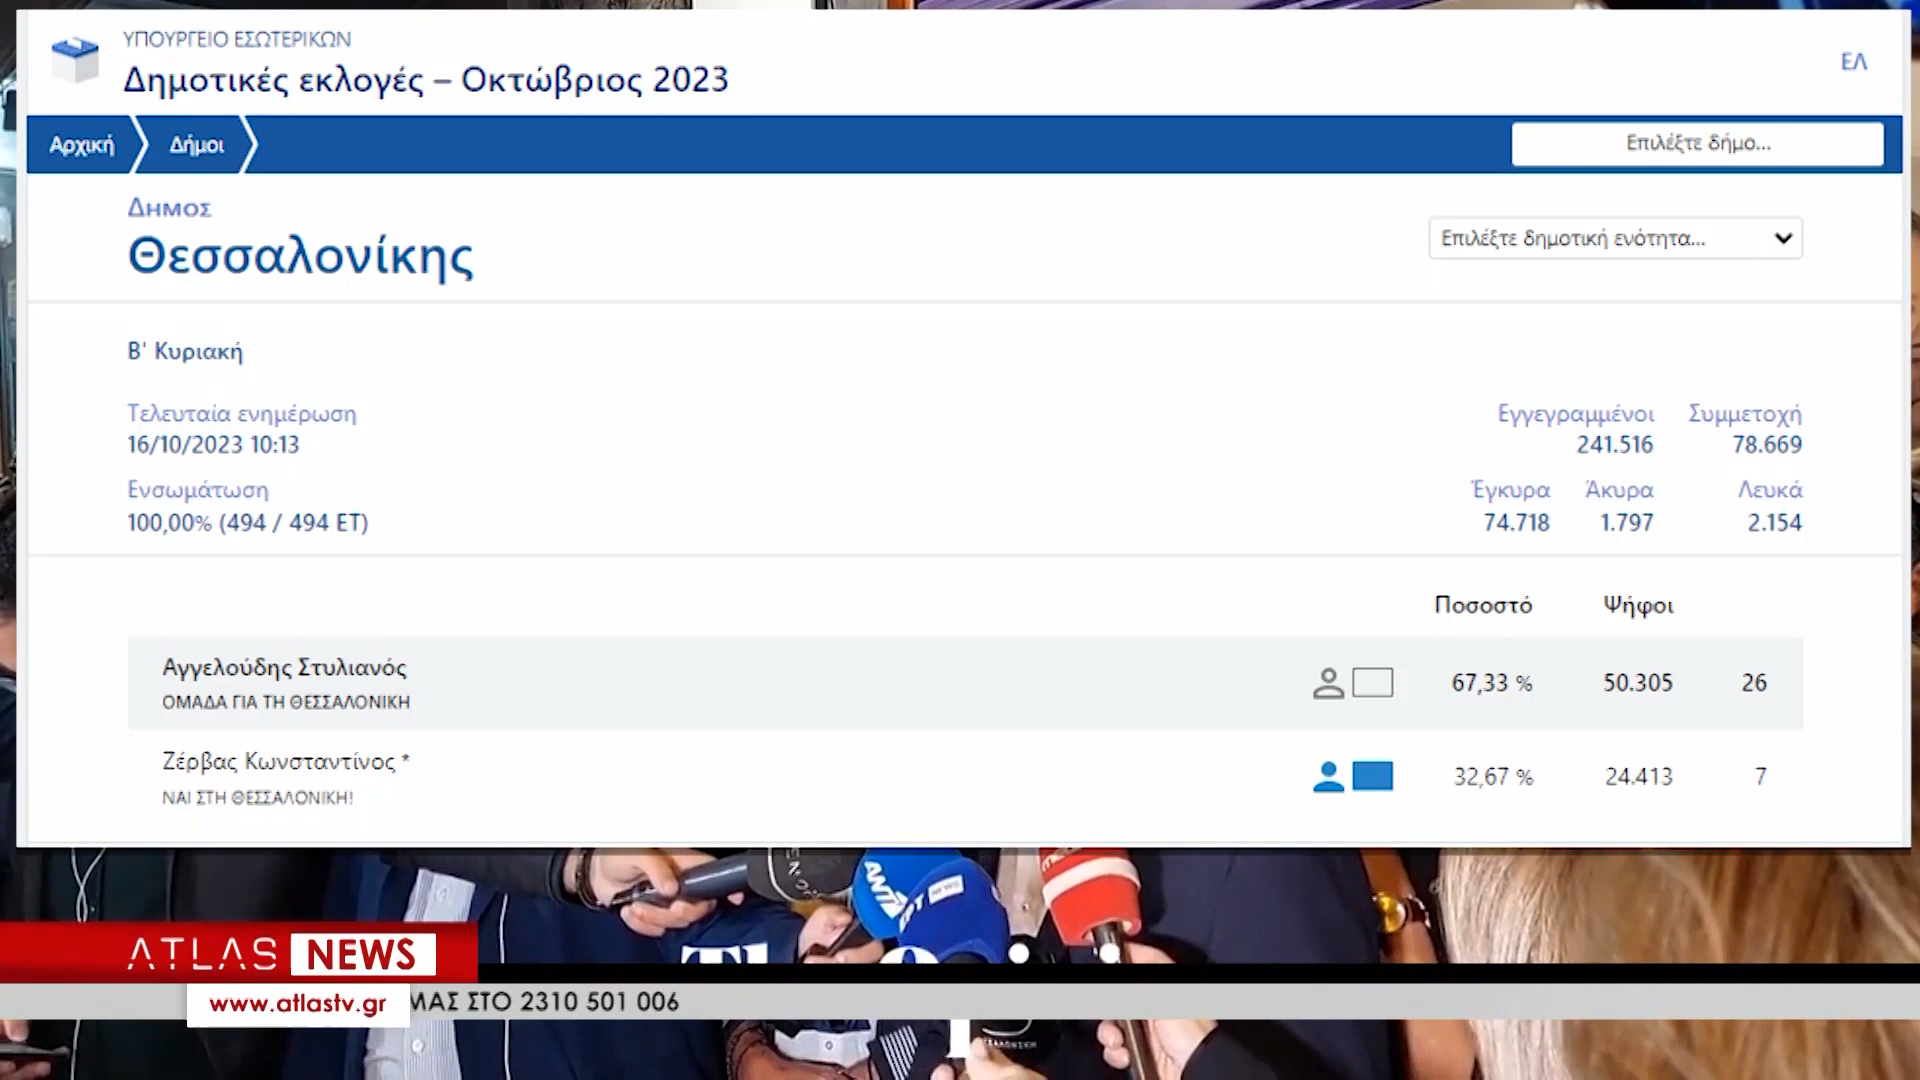 ΥΠΟΥΡΓΕΙΟ ΕΣΩΤΕΡΙΚΩΝ
Δημοτικές εκλογές – Οκτώβριος 2023
ΕΛ
Αρχική Δήμοι Επιλέξτε δήμο...
ΔΗΜΟΣ
Θεσσαλονίκης
Επιλέξτε δημοτική ενότητα...
Β' Κυριακή
Τελευταία ενημέρωση Εγγεγραμμένοι Συμμετοχή
16/10/2023 10:13 241.516 78.669
Ενσωμάτωση Έγκυρα Άκυρα Λευκά
100,00% (494 / 494 ΕΤ) 74.718 1.797 2.154
Ποσοστό Ψήφοι
Αγγελούδης Στυλιανός
ΟΜΑΔΑ ΓΙΑ ΤΗ ΘΕΣΣΑΛΟΝΙΚΗ
67,33 % 50.305 26
Ζέρβας Κωνσταντίνος *
ΝΑΙ ΣΤΗ ΘΕΣΣΑΛΟΝΙΚΗ!
32,67 % 24.413 7
ΑΝΤ1
ΕΡΤ NEWS
ATLAS NEWS
www.atlastv.gr
ΜΑΣ ΣΤΟ 2310 501 006